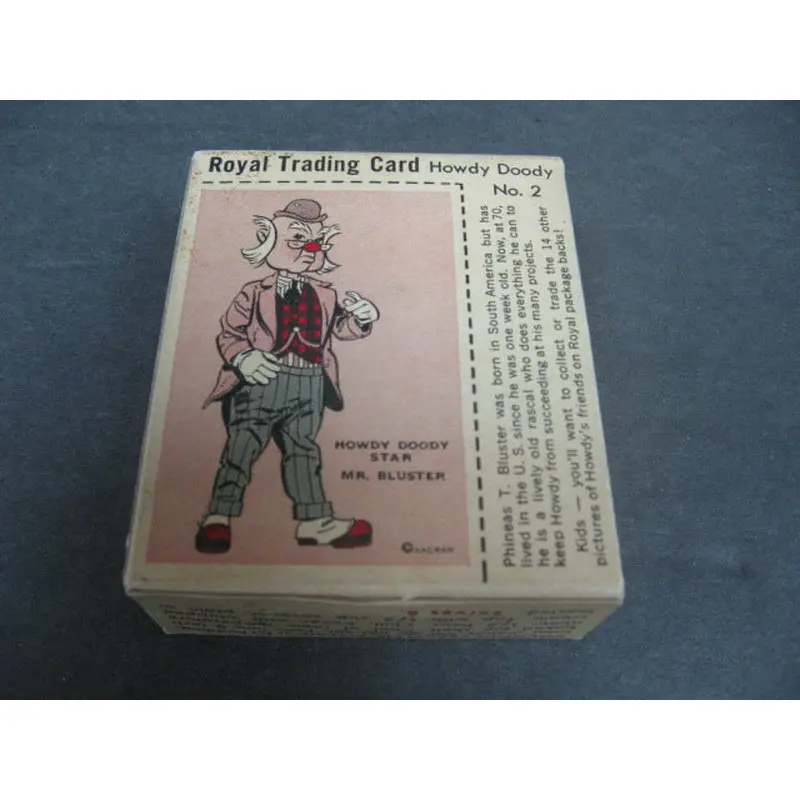 Royal Trading Card Howdy Doody
No. 2
HOWDY DOODY
STAR
MR. BLUSTER
©KAGRAN
Phineas T. Bluster was born in South America but has
lived in the U. S. since he was one week old. Now, at 70,
he is a lively old rascal who does everything he can to
keep Howdy from succeeding at his many projects.
Kids — you'll want to collect or trade the 14 other
pictures of Howdy's friends on Royal package backs!